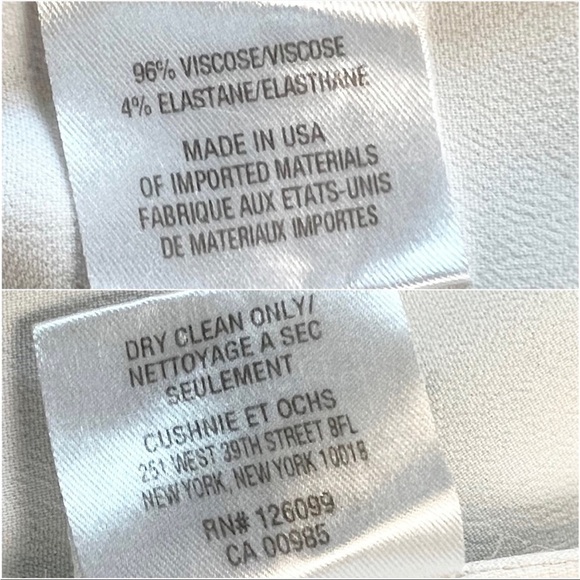 96% VISCOSE/VISCOSE
4% ELASTANE/ELASTHANE
MADE IN USA
OF IMPORTED MATERIALS
FABRIQUE AUX ETATS-UNIS
DE MATERIAUX IMPORTES
DRY CLEAN ONLY/
NETTOYAGE A SEC
SEULEMENT
CUSHNIE ET OCHS
251 WEST 39TH STREET 8FL
NEW YORK, NEW YORK 10018
RN# 126099
CA 00985